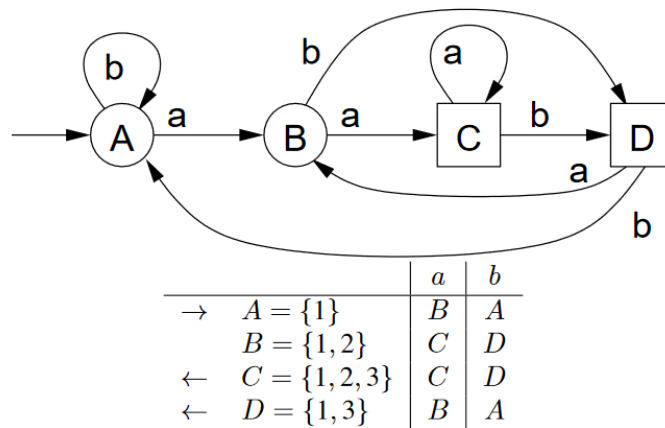 b b a
A a B a C b D
a
b
a b
→ A = {1} B A
B = {1, 2} C D
← C = {1, 2, 3} C D
← D = {1, 3} B A